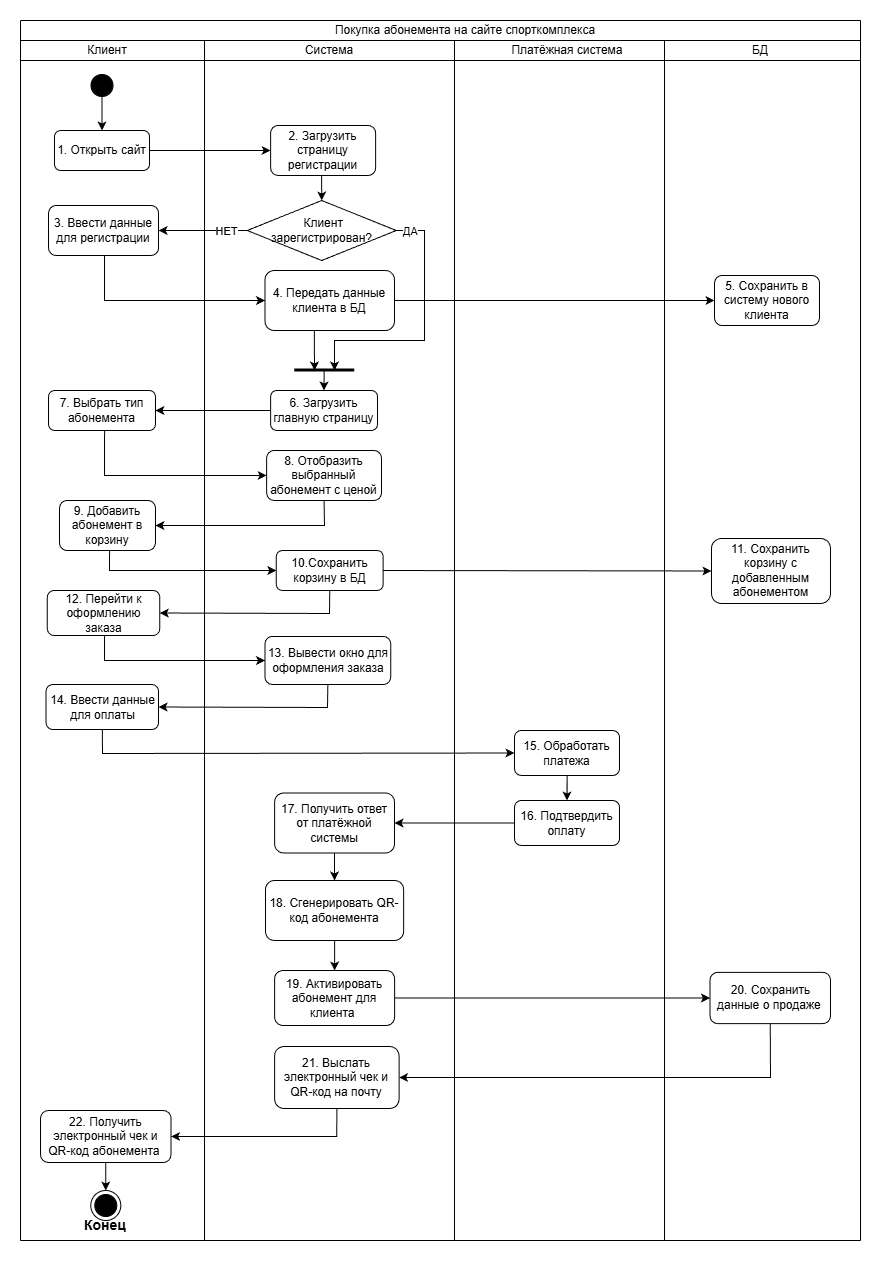 Покупка абонемента на сайте спорткомплекса
Клиент
Система
Платёжная система
БД
1. Открыть сайт
2. Загрузить
страницу
регистрации
3. Ввести данные
для регистрации
НЕТ
Клиент
зарегистрирован?
ДА
4. Передать данные
клиента в БД
5. Сохранить в
систему нового
клиента
6. Загрузить
главную страницу
7. Выбрать тип
абонемента
8. Отобразить
выбранный
абонемент с ценой
9. Добавить
абонемент в
корзину
10.Сохранить
корзину в БД
11. Сохранить
корзину с
добавленным
абонементом
12. Перейти к
оформлению
заказа
13. Вывести окно для
оформления заказа
14. Ввести данные
для оплаты
15. Обработать
платежа
16. Подтвердить
оплату
17. Получить ответ
от платёжной
системы
18. Сгенерировать QR-
код абонемента
19. Активировать
абонемент для
клиента
20. Сохранить
данные о продаже
21. Выслать
электронный чек и
QR-код на почту
22. Получить
электронный чек и
QR-код абонемента
Конец